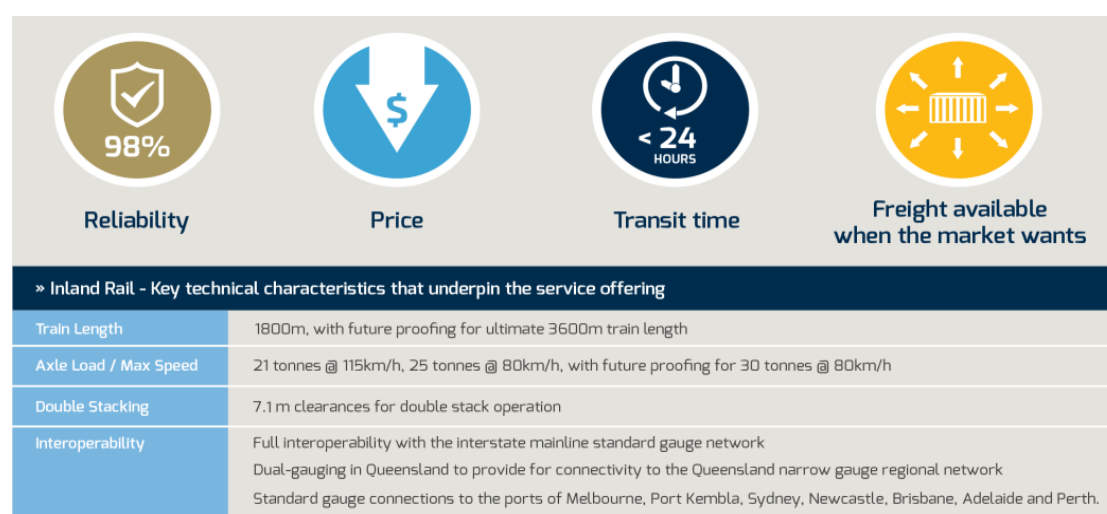 98%
$
< 24
HOURS
Reliability
Price
Transit time
Freight available
when the market wants
» Inland Rail - Key technical characteristics that underpin the service offering
Train Length
1800m, with future proofing for ultimate 3600m train length
Axle Load / Max Speed
21 tonnes @ 115km/h, 25 tonnes @ 80km/h, with future proofing for 30 tonnes @ 80km/h
Double Stacking
7.1 m clearances for double stack operation
Interoperability
Full interoperability with the interstate mainline standard gauge network
Dual-gauging in Queensland to provide for connectivity to the Queensland narrow gauge regional network
Standard gauge connections to the ports of Melbourne, Port Kembla, Sydney, Newcastle, Brisbane, Adelaide and Perth.